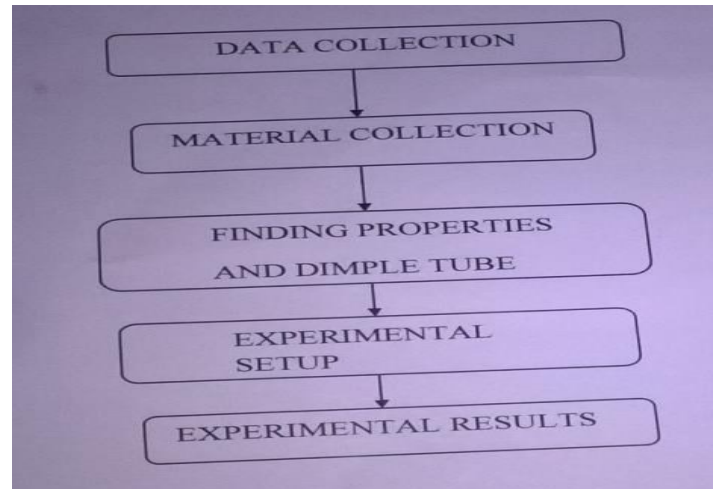 DATA COLLECTION
MATERIAL COLLECTION
FINDING PROPERTIES
AND DIMPLE TUBE
EXPERIMENTAL
SETUP
EXPERIMENTAL RESULTS